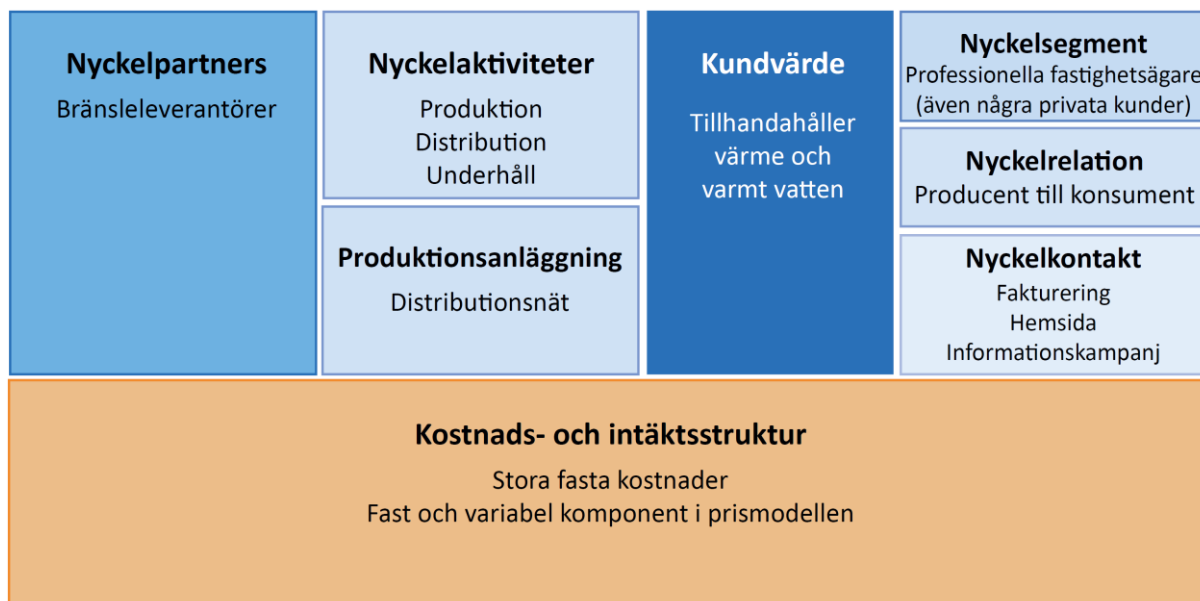 Nyckelpartners
Bränsleleverantörer
Nyckelaktiviteter
Produktion
Distribution
Underhåll
Produktionsanläggning
Distributionsnät
Kundvärde
Tillhandahåller
värme och
varmt vatten
Nyckelsegment
Professionella fastighetsägare
(även några privata kunder)
Nyckelrelation
Producent till konsument
Nyckelkontakt
Fakturering
Hemsida
Informationskampanj
Kostnads- och intäktsstruktur
Stora fasta kostnader
Fast och variabel komponent i prismodellen